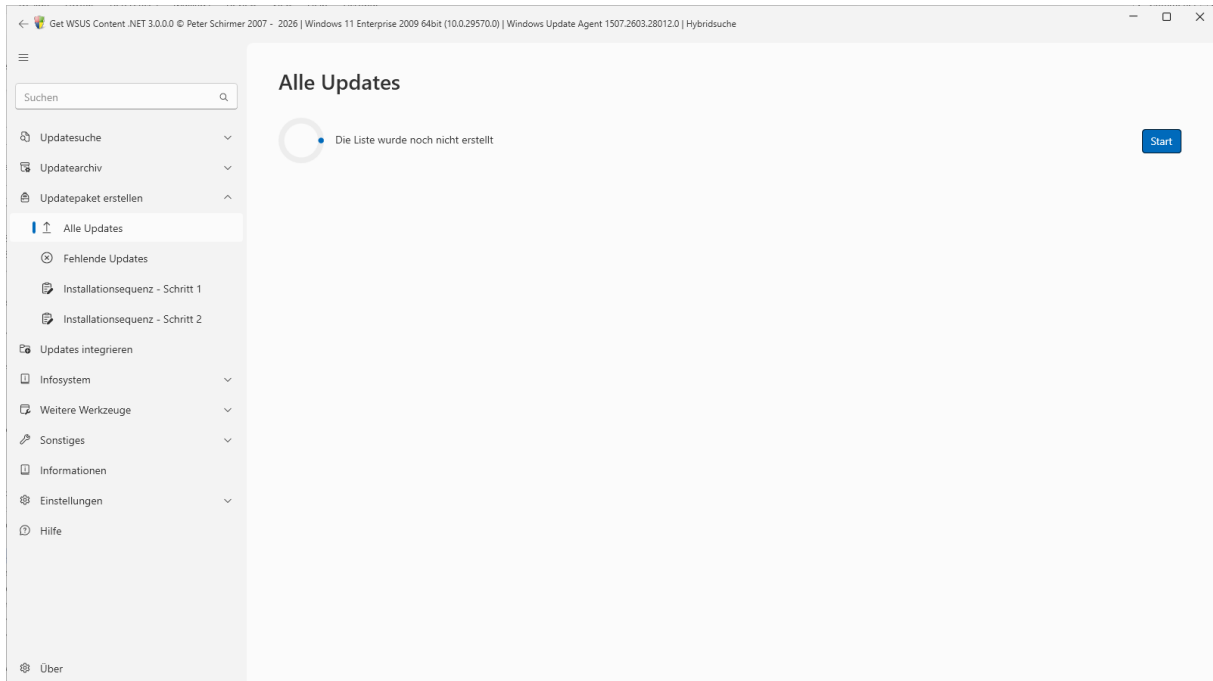 Get WSUS Content .NET 3.0.0.0 © Peter Schirmer 2007 - 2026 | Windows 11 Enterprise 2009 64bit (10.0.29570.0) | Windows Update Agent 1507.2603.28012.0 | Hybridsuche
Suchen
Updatesuche
Updatearchiv
Updatepaket erstellen
Alle Updates
Fehlende Updates
Installationsequenz - Schritt 1
Installationsequenz - Schritt 2
Updates integrieren
Infosystem
Weitere Werkzeuge
Sonstiges
Informationen
Einstellungen
Hilfe
Über
Alle Updates
Die Liste wurde noch nicht erstellt
Start